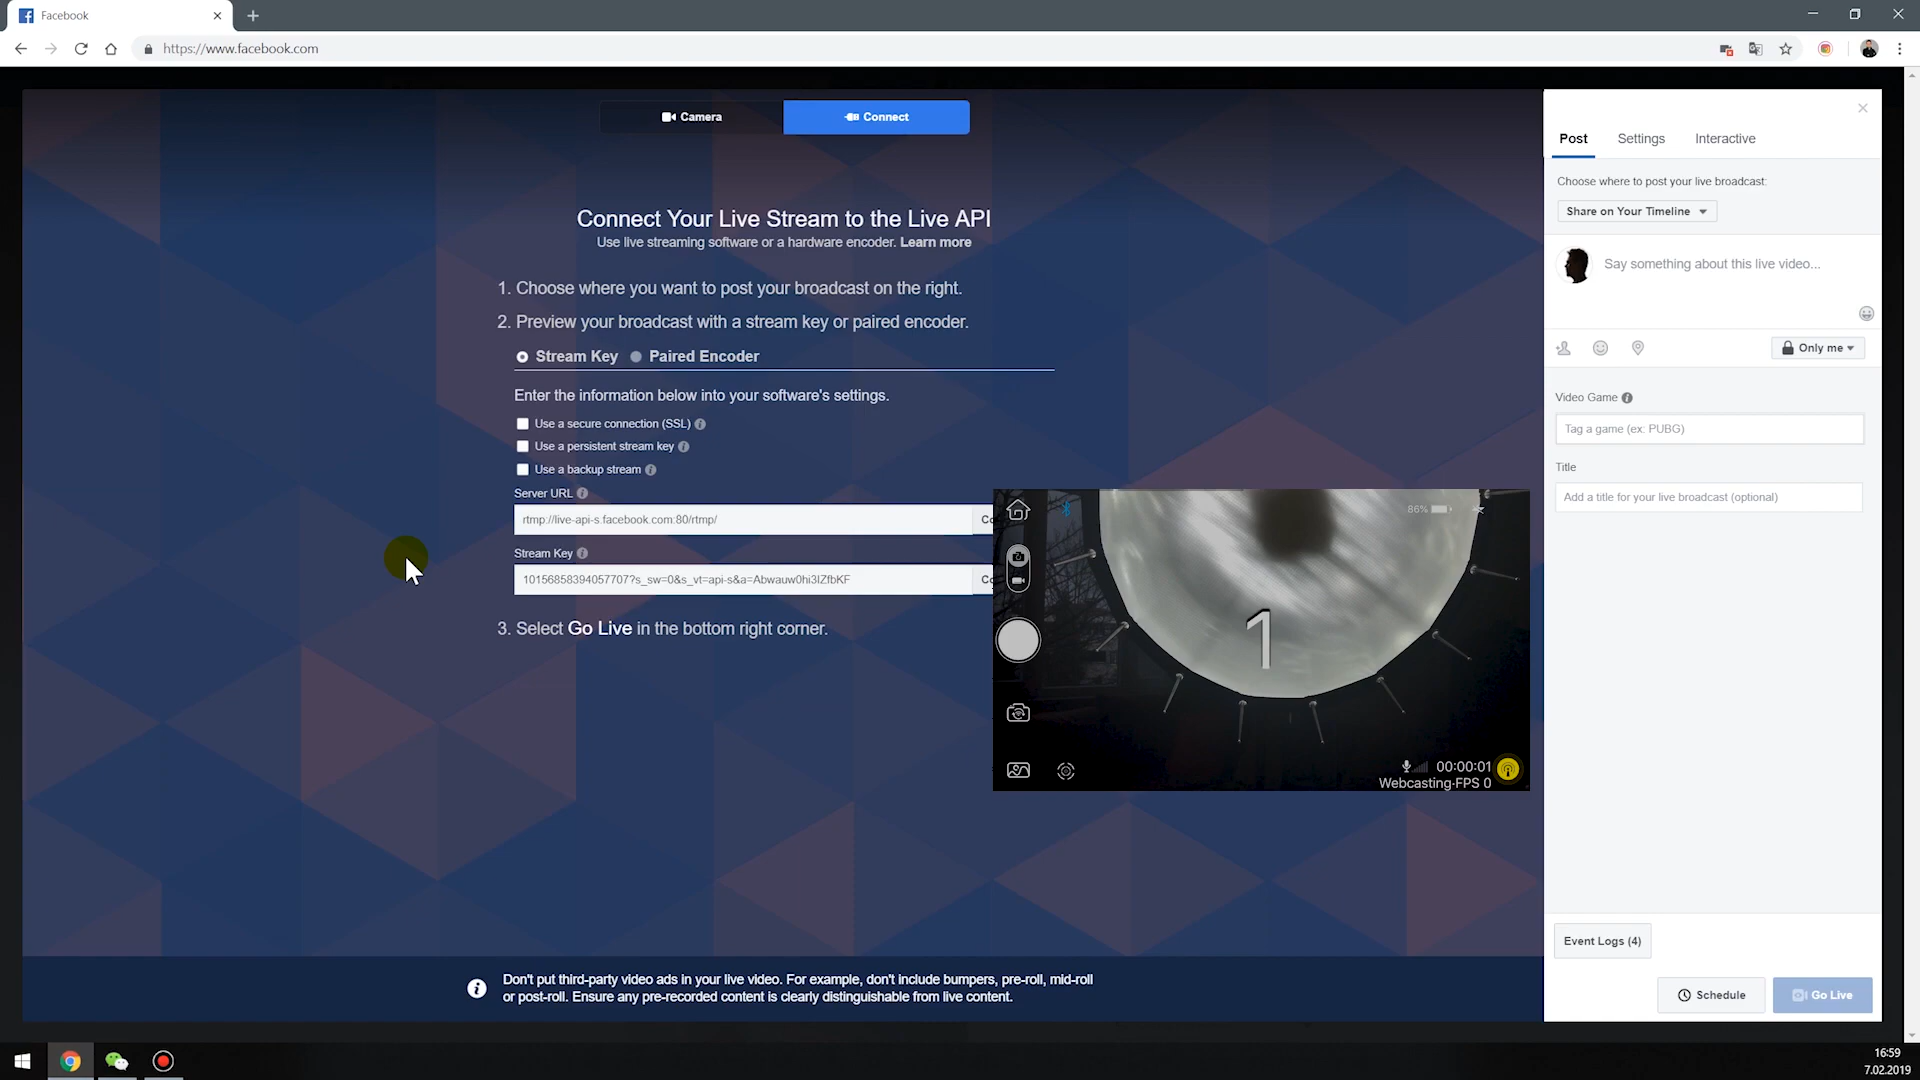 Facebook
https://www.facebook.com
Camera
Connect
Connect Your Live Stream to the Live API
Use live streaming software or a hardware encoder. Learn more
1. Choose where you want to post your broadcast on the right.
2. Preview your broadcast with a stream key or paired encoder.
Stream Key
Paired Encoder
Enter the information below into your software's settings.
Use a secure connection (SSL)
Use a persistent stream key
Use a backup stream
Server URL
rtmp://live-api-s.facebook.com:80/rtmp/
Stream Key
10156858394057707?s_sw=0&s_vt=api-s&a=Abwauw0hi3IZfbKF
3. Select Go Live in the bottom right corner.
86%
1
00:00:01
Webcasting·FPS 0
Don't put third-party video ads in your live video. For example, don't include bumpers, pre-roll, mid-roll
or post-roll. Ensure any pre-recorded content is clearly distinguishable from live content.
Post
Settings
Interactive
Choose where to post your live broadcast:
Share on Your Timeline
Say something about this live video...
Only me
Video Game
Tag a game (ex: PUBG)
Title
Add a title for your live broadcast (optional)
Event Logs (4)
Schedule
Go Live
16:59
7.02.2019